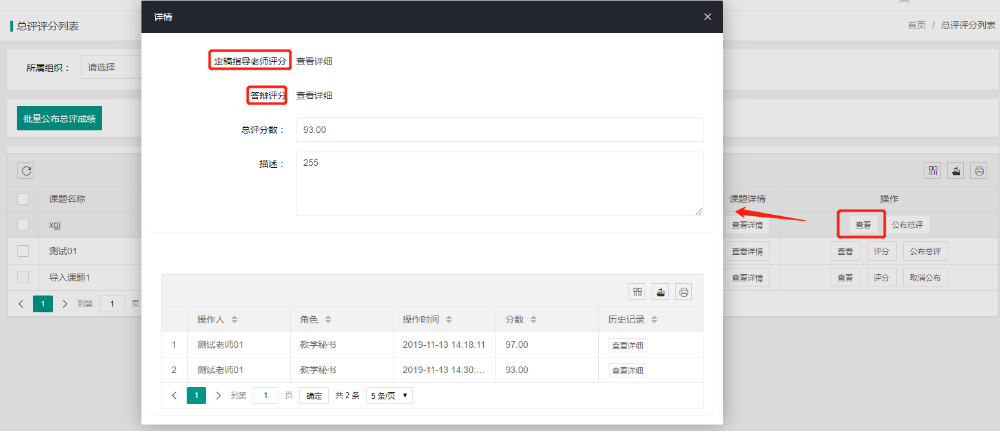 详情
总评评分列表
首页 / 总评评分列表
所属组织： 请选择
批量公布总评成绩
定稿指导老师评分 查看详细
答辩评分 查看详细
总评分数： 93.00
描述： 255
课题名称 课题详情 操作
xgj 查看详情 查看 公布总评
测试01 查看详情 查看 评分 公布总评
导入课题1 查看详情 查看 评分 取消公布
1 到第 1 页
操作人 角色 操作时间 分数 历史记录
1 测试老师01 教学秘书 2019-11-13 14:18:11 97.00 查看详细
2 测试老师01 教学秘书 2019-11-13 14:30:... 93.00 查看详细
1 到第 1 页 确定 共 2 条 5 条/页